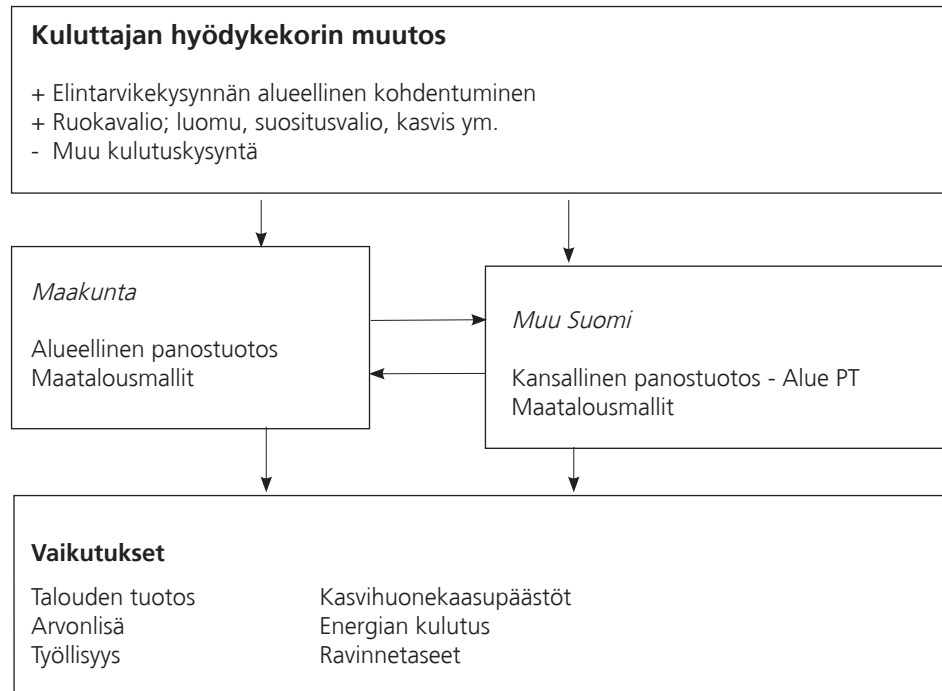 Kuluttajan hyödykekorin muutos
+ Elintarvikekysynnän alueellinen kohdentuminen
+ Ruokavalio; luomu, suositusvalio, kasvis ym.
- Muu kulutuskysyntä
Maakunta
Alueellinen panostuotos
Maatalousmallit
Muu Suomi
Kansallinen panostuotos - Alue PT
Maatalousmallit
Vaikutukset
Talouden tuotos
Arvonlisä
Työllisyys
Kasvihuonekaasupäästöt
Energian kulutus
Ravinnetaseet